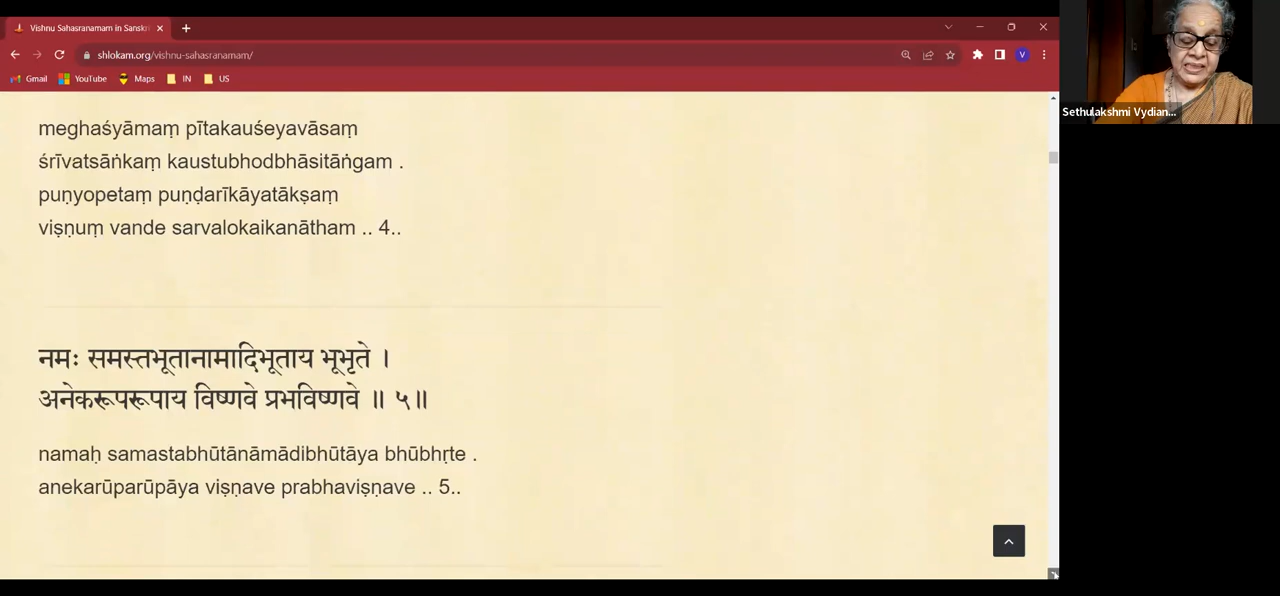 Vishnu Sahasranamam in Sanskri
shlokam.org/vishnu-sahasranamam/
V
Gmail YouTube Maps IN US
Sethulakshmi Vydian...
meghaśyāmaṃ pītakauśeyavāsaṃ
śrīvatsāṅkaṃ kaustubhodbhāsitāṅgam .
puṇyopetaṃ puṇḍarīkāyatākṣaṃ
viṣṇuṃ vande sarvalokaikanātham .. 4..
नमः समस्तभूतानामादिभूताय भूभृते ।
अनेकरूपरूपाय विष्णवे प्रभविष्णवे ॥ ५॥
namaḥ samastabhūtānāmādibhūtāya bhūbhṛte .
anekarūparūpāya viṣṇave prabhaviṣṇave .. 5..